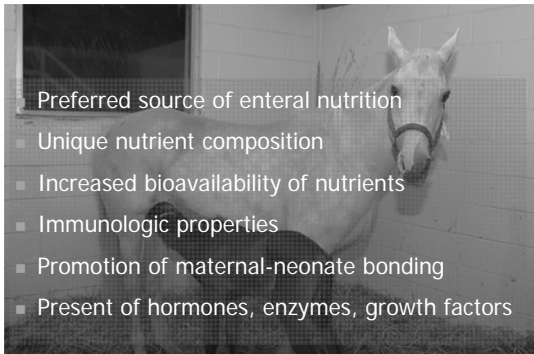 Preferred source of enteral nutrition
Unique nutrient composition
Increased bioavailability of nutrients
Immunologic properties
Promotion of maternal-neonate bonding
Present of hormones, enzymes, growth factors